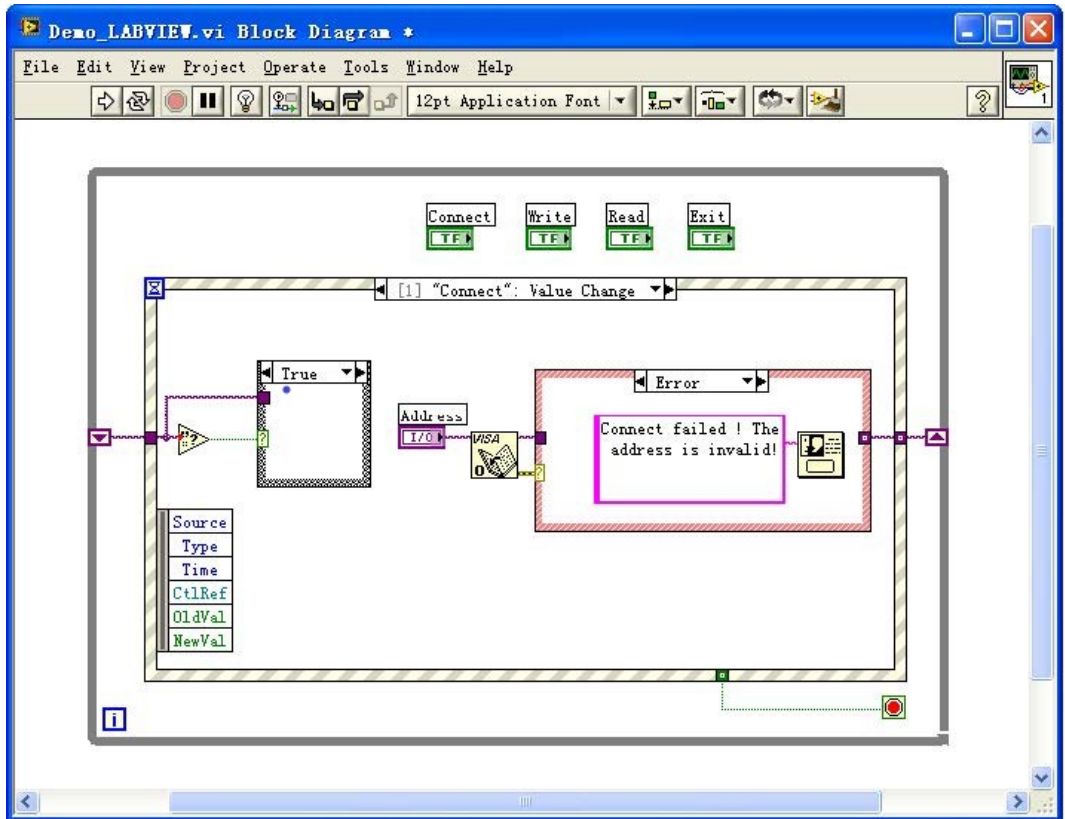 Demo_LABVIEW.vi Block Diagram *
File Edit View Project Operate Tools Window Help
12pt Application Font
1
Connect Write Read Exit
TF TF TF TF
[1] "Connect": Value Change
True
Error
Address
I/O
VISA
Connect failed ! The
address is invalid!
"?
?
?
Source
Type
Time
CtlRef
OldVal
NewVal
i